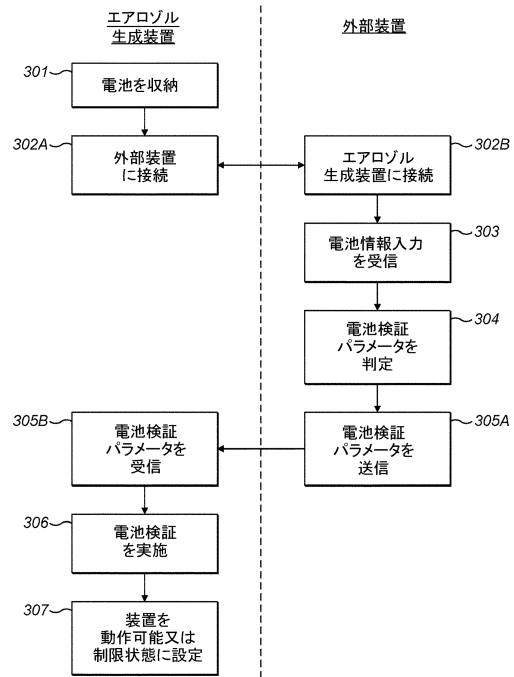 エアロゾル
生成装置
外部装置
301
電池を収納
302A
外部装置
に接続
302B
エアロゾル
生成装置に接続
303
電池情報入力
を受信
304
電池検証
パラメータを
判定
305B
電池検証
パラメータを
受信
305A
電池検証
パラメータを
送信
306
電池検証
を実施
307
装置を
動作可能又は
制限状態に設定